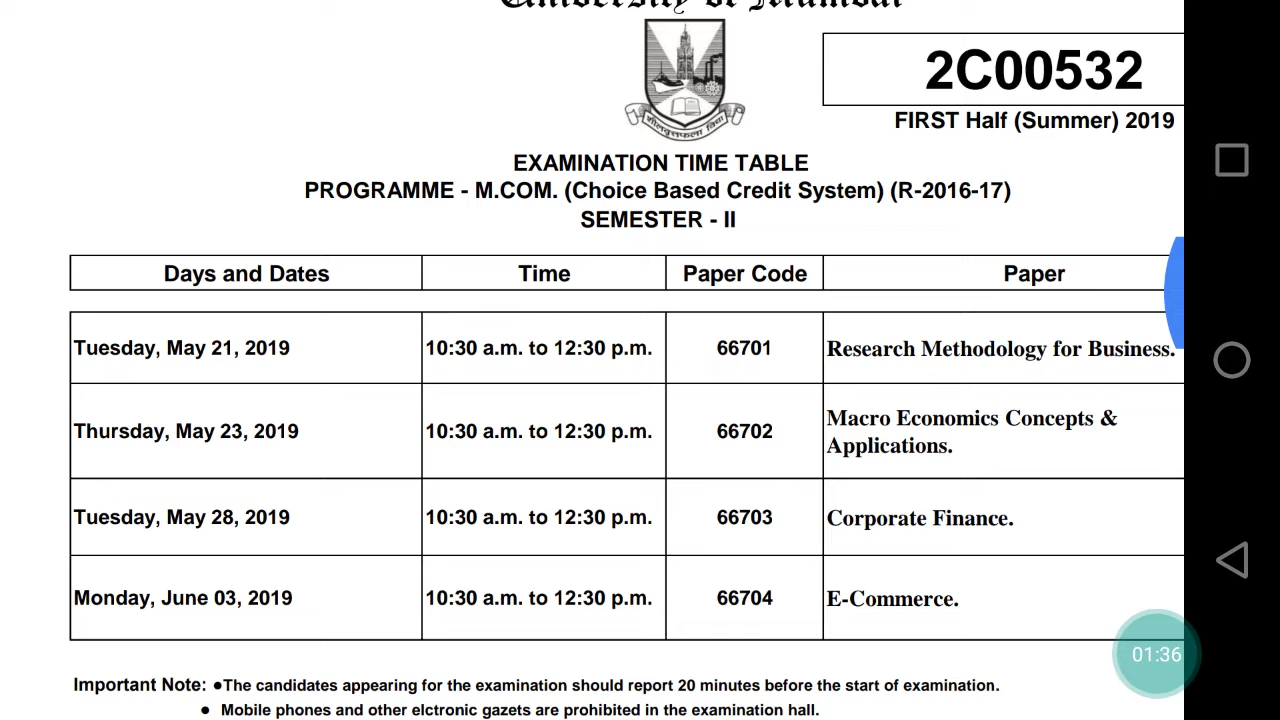 University of Mumbai
शीलवृत्तफला विद्या
2C00532
FIRST Half (Summer) 2019
EXAMINATION TIME TABLE
PROGRAMME - M.COM. (Choice Based Credit System) (R-2016-17)
SEMESTER - II
Days and Dates Time Paper Code Paper
Tuesday, May 21, 2019 10:30 a.m. to 12:30 p.m. 66701 Research Methodology for Business.
Thursday, May 23, 2019 10:30 a.m. to 12:30 p.m. 66702 Macro Economics Concepts &
Applications.
Tuesday, May 28, 2019 10:30 a.m. to 12:30 p.m. 66703 Corporate Finance.
Monday, June 03, 2019 10:30 a.m. to 12:30 p.m. 66704 E-Commerce.
01:36
Important Note: ●The candidates appearing for the examination should report 20 minutes before the start of examination.
● Mobile phones and other elctronic gazets are prohibited in the examination hall.